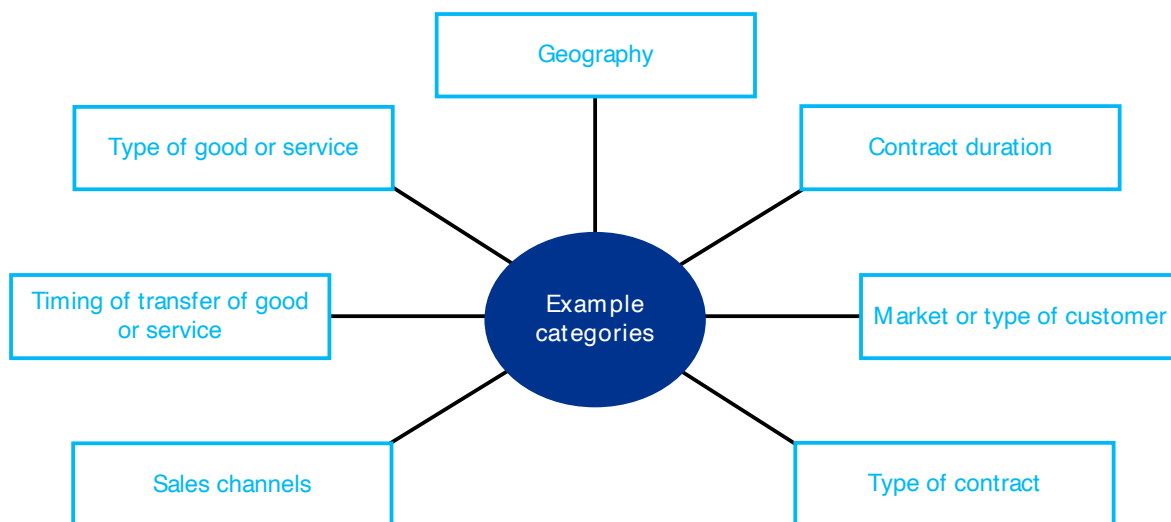 Geography
Type of good or service
Contract duration
Timing of transfer of good
or service
Example
categories
Market or type of customer
Sales channels
Type of contract